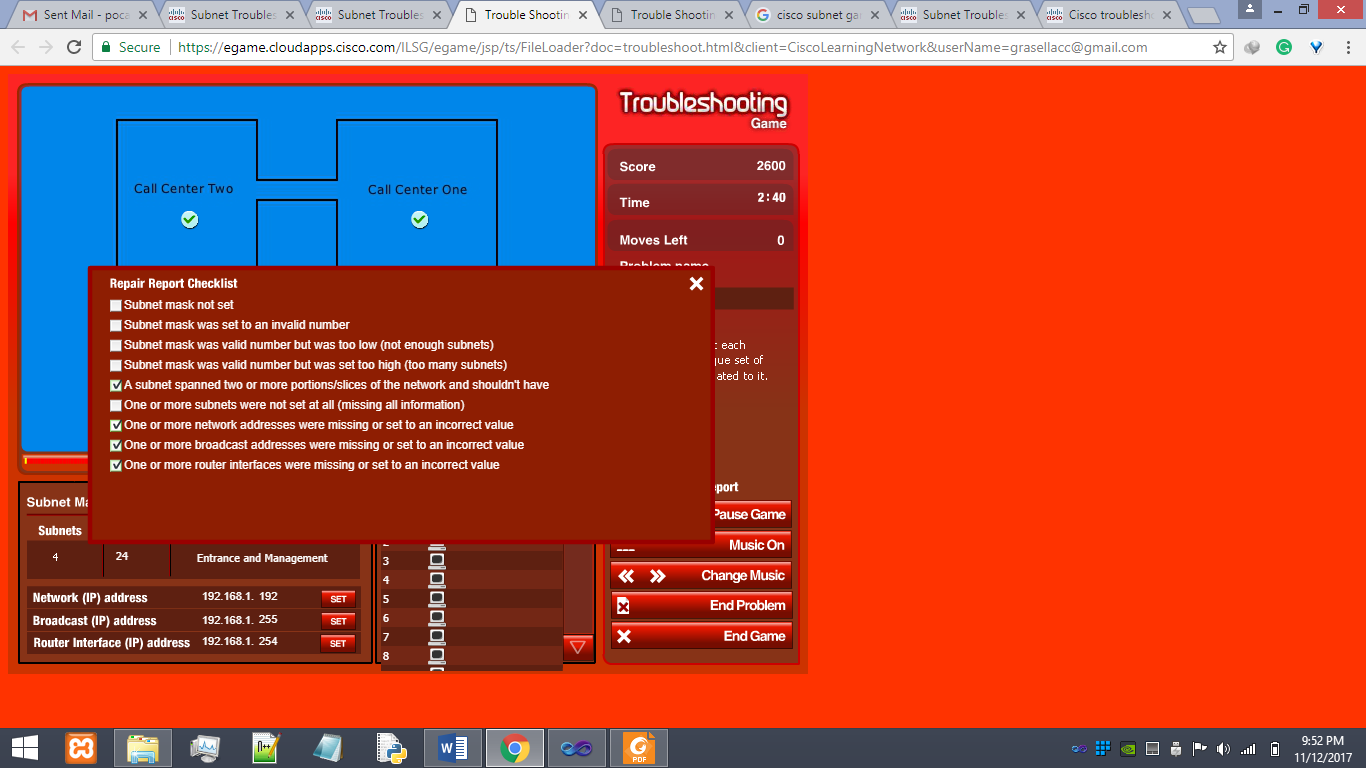 Sent Mail - poca
Subnet Troubles
Subnet Troubles
Trouble Shootin
Trouble Shootin
cisco subnet ga
Subnet Troubles
Cisco troublesh
Secure
https://egame.cloudapps.cisco.com/ILSG/egame/jsp/ts/FileLoader?doc=troubleshoot.html&client=CiscoLearningNetwork&userName=grasellacc@gmail.com
Troubleshooting
Game
Score 2600
Time 2:40
Moves Left 0
Call Center Two
Call Center One
Repair Report Checklist
Subnet mask not set
Subnet mask was set to an invalid number
Subnet mask was valid number but was too low (not enough subnets)
Subnet mask was valid number but was set too high (too many subnets)
A subnet spanned two or more portions/slices of the network and shouldn't have
One or more subnets were not set at all (missing all information)
One or more network addresses were missing or set to an incorrect value
One or more broadcast addresses were missing or set to an incorrect value
One or more router interfaces were missing or set to an incorrect value
each
ue set of
ated to it.
port
Pause Game
Music On
Change Music
End Problem
End Game
Subnet Ma
Subnets
4 24 Entrance and Management
Network (IP) address 192.168.1. 192 SET
Broadcast (IP) address 192.168.1. 255 SET
Router Interface (IP) address 192.168.1. 254 SET
3
4
5
6
7
8
9:52 PM
11/12/2017